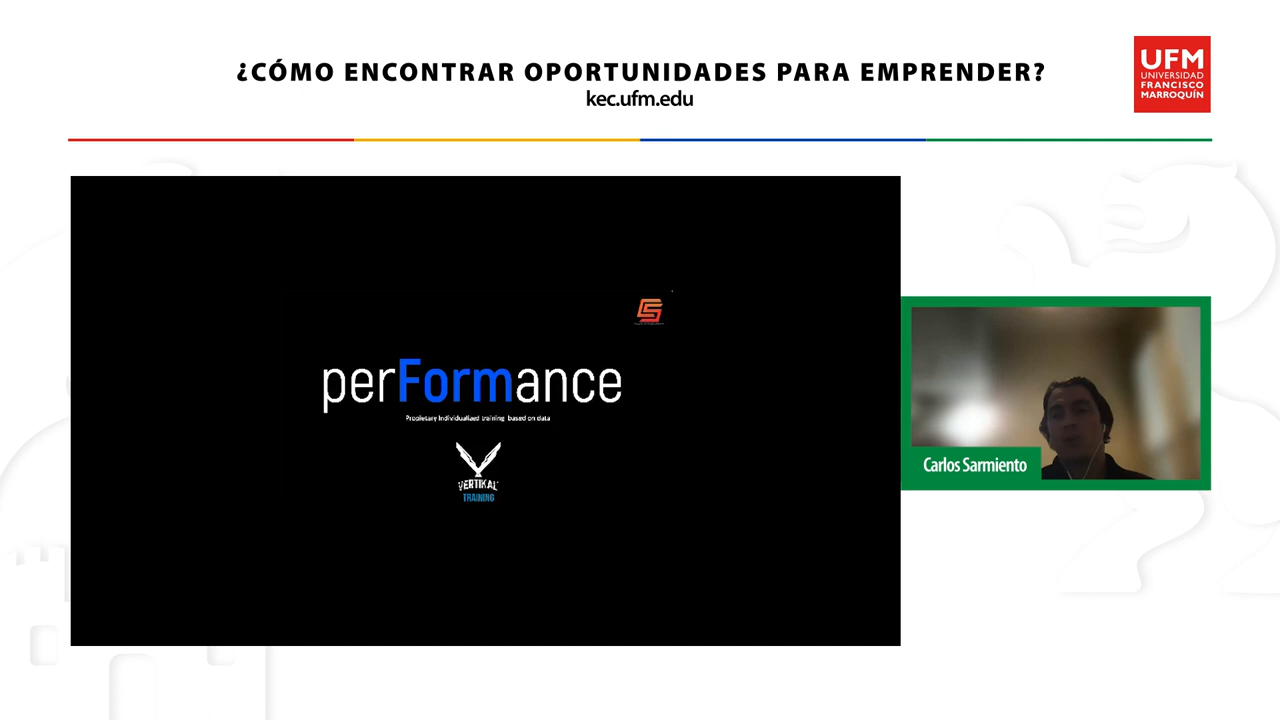 ¿CÓMO ENCONTRAR OPORTUNIDADES PARA EMPRENDER?
kec.ufm.edu
UFM
UNIVERSIDAD
FRANCISCO
MARROQUÍN
perFormance
Propietary Individualized training based on data
VERTIKAL
TRAINING
Carlos Sarmiento